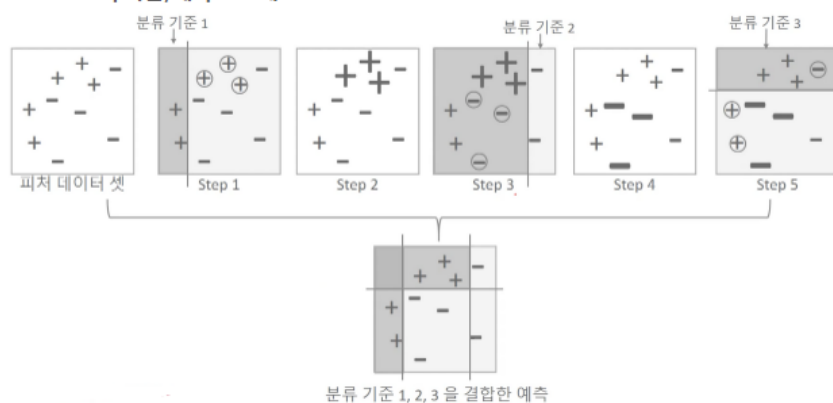 분류 기준 1
분류 기준 2
분류 기준 3
피처 데이터 셋
Step 1
Step 2
Step 3
Step 4
Step 5
분류 기준 1, 2, 3 을 결합한 예측